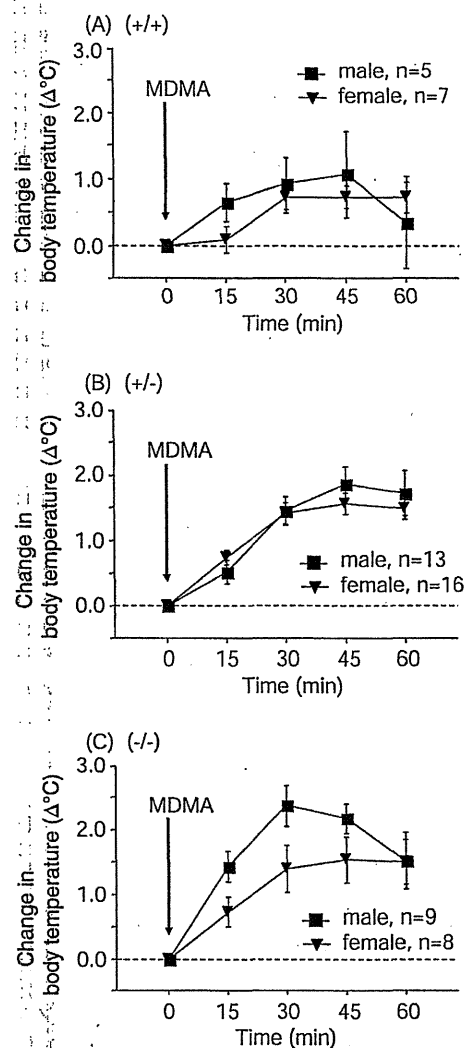 (A) (+/+)
Change in
body temperature (Δ°C)
3.0
2.0
1.0
0.0
MDMA
male, n=5
female, n=7
0 15 30 45 60
Time (min)
(B) (+/-)
Change in
body temperature (Δ°C)
3.0
2.0
1.0
0.0
MDMA
male, n=13
female, n=16
0 15 30 45 60
Time (min)
(C) (-/-)
Change in
body temperature (Δ°C)
3.0
2.0
1.0
0.0
MDMA
male, n=9
female, n=8
0 15 30 45 60
Time (min)